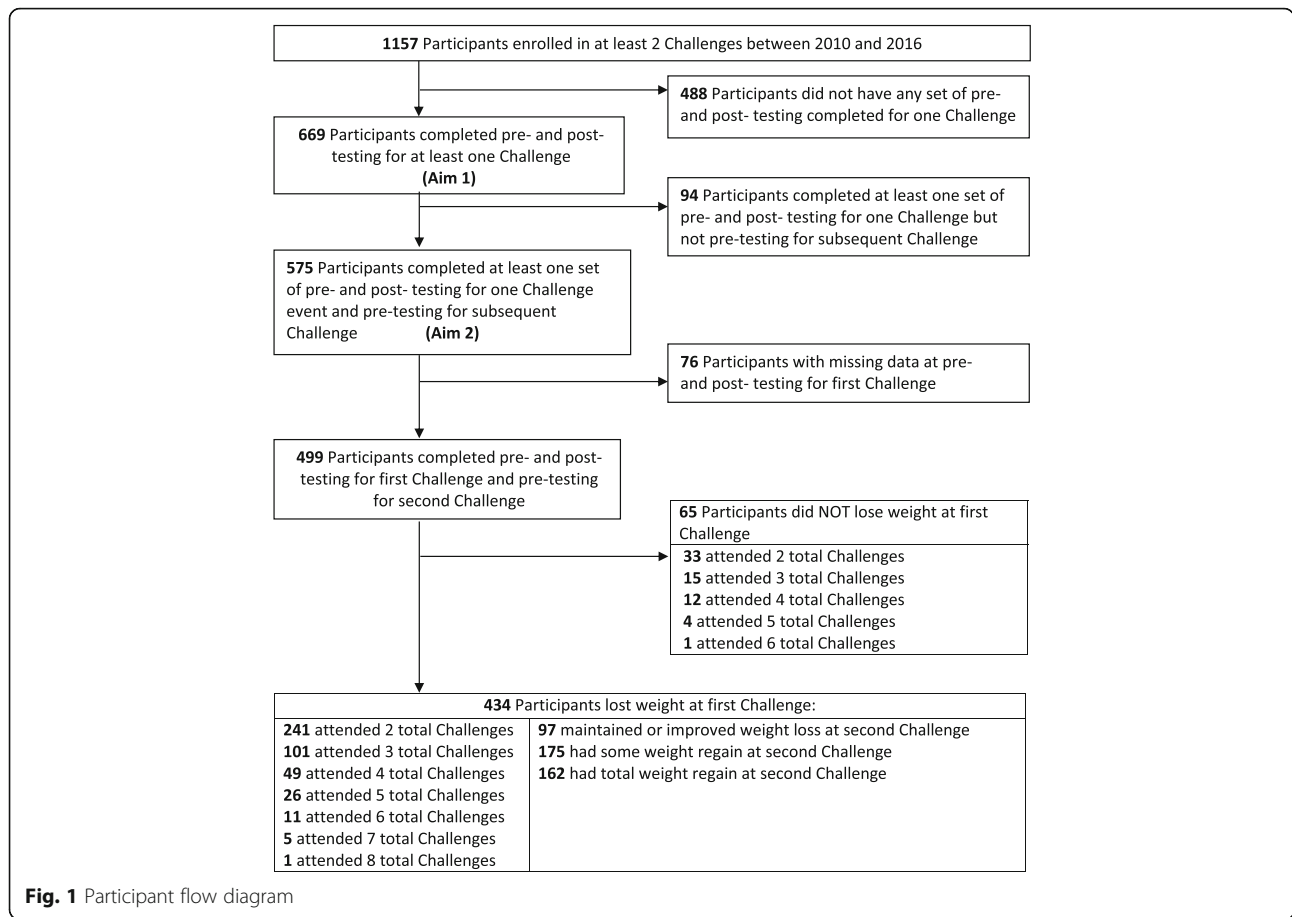 1157 Participants enrolled in at least 2 Challenges between 2010 and 2016
488 Participants did not have any set of pre-
and post- testing completed for one Challenge
669 Participants completed pre- and post-
testing for at least one Challenge
(Aim 1)
94 Participants completed at least one set of
pre- and post- testing for one Challenge but
not pre-testing for subsequent Challenge
575 Participants completed at least one set
of pre- and post- testing for one Challenge
event and pre-testing for subsequent
Challenge (Aim 2)
76 Participants with missing data at pre-
and post- testing for first Challenge
499 Participants completed pre- and post-
testing for first Challenge and pre-testing
for second Challenge
65 Participants did NOT lose weight at first
Challenge
33 attended 2 total Challenges
15 attended 3 total Challenges
12 attended 4 total Challenges
4 attended 5 total Challenges
1 attended 6 total Challenges
434 Participants lost weight at first Challenge:
241 attended 2 total Challenges
101 attended 3 total Challenges
49 attended 4 total Challenges
26 attended 5 total Challenges
11 attended 6 total Challenges
5 attended 7 total Challenges
1 attended 8 total Challenges
97 maintained or improved weight loss at second Challenge
175 had some weight regain at second Challenge
162 had total weight regain at second Challenge
Fig. 1 Participant flow diagram